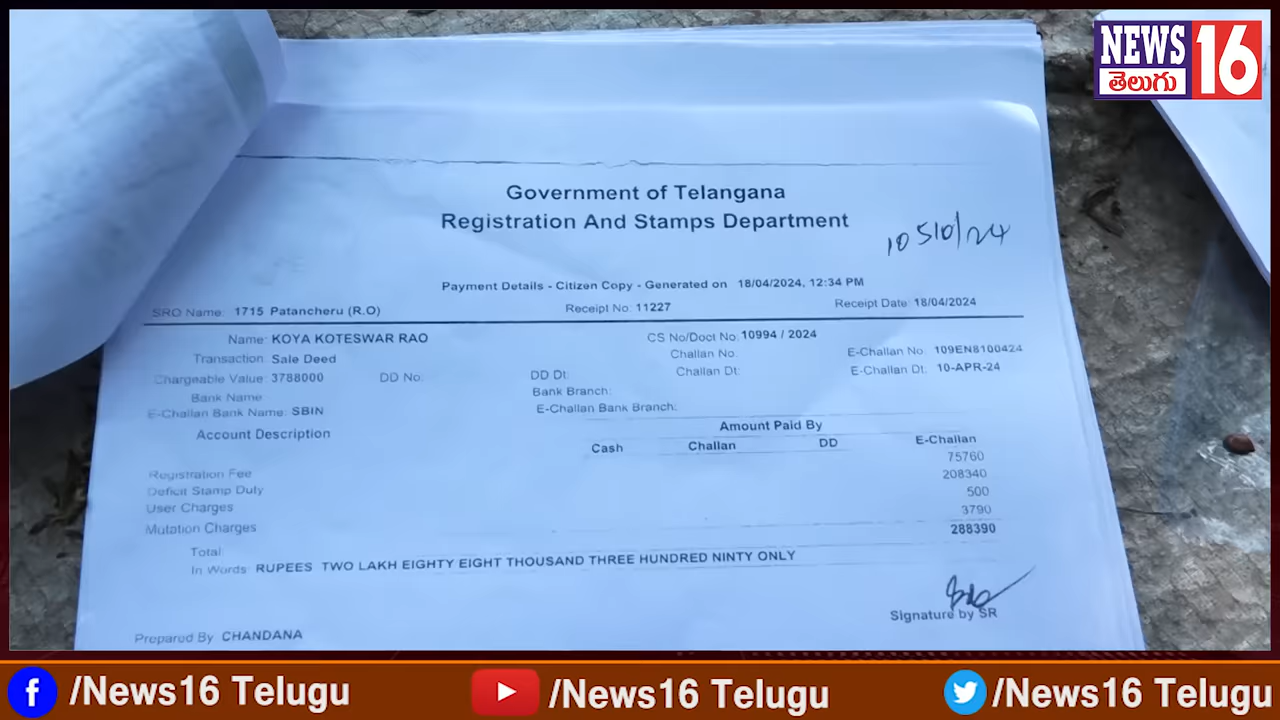 NEWS 16
తెలుగు
Government of Telangana
Registration And Stamps Department
10510/24
Payment Details - Citizen Copy - Generated on 18/04/2024, 12:34 PM
SRO Name: 1715 Patancheru (R.O) Receipt No: 11227 Receipt Date: 18/04/2024
Name: KOYA KOTESWAR RAO CS No/Doct No: 10994 / 2024
Transaction: Sale Deed Challan No: E-Challan No: 109EN8100424
Chargeable Value: 3788000 DD No: DD Dt: Challan Dt: E-Challan Dt: 10-APR-24
Bank Name: Bank Branch:
E-Challan Bank Name: SBIN E-Challan Bank Branch:
Account Description Amount Paid By
Cash Challan DD E-Challan
Registration Fee 75760
Deficit Stamp Duty 208340
User Charges 500
Mutation Charges 3790
Total: 288390
In Words: RUPEES TWO LAKH EIGHTY EIGHT THOUSAND THREE HUNDRED NINTY ONLY
Signature by SR
Prepared By: CHANDANA
/News16 Telugu /News16 Telugu /News16 Telugu